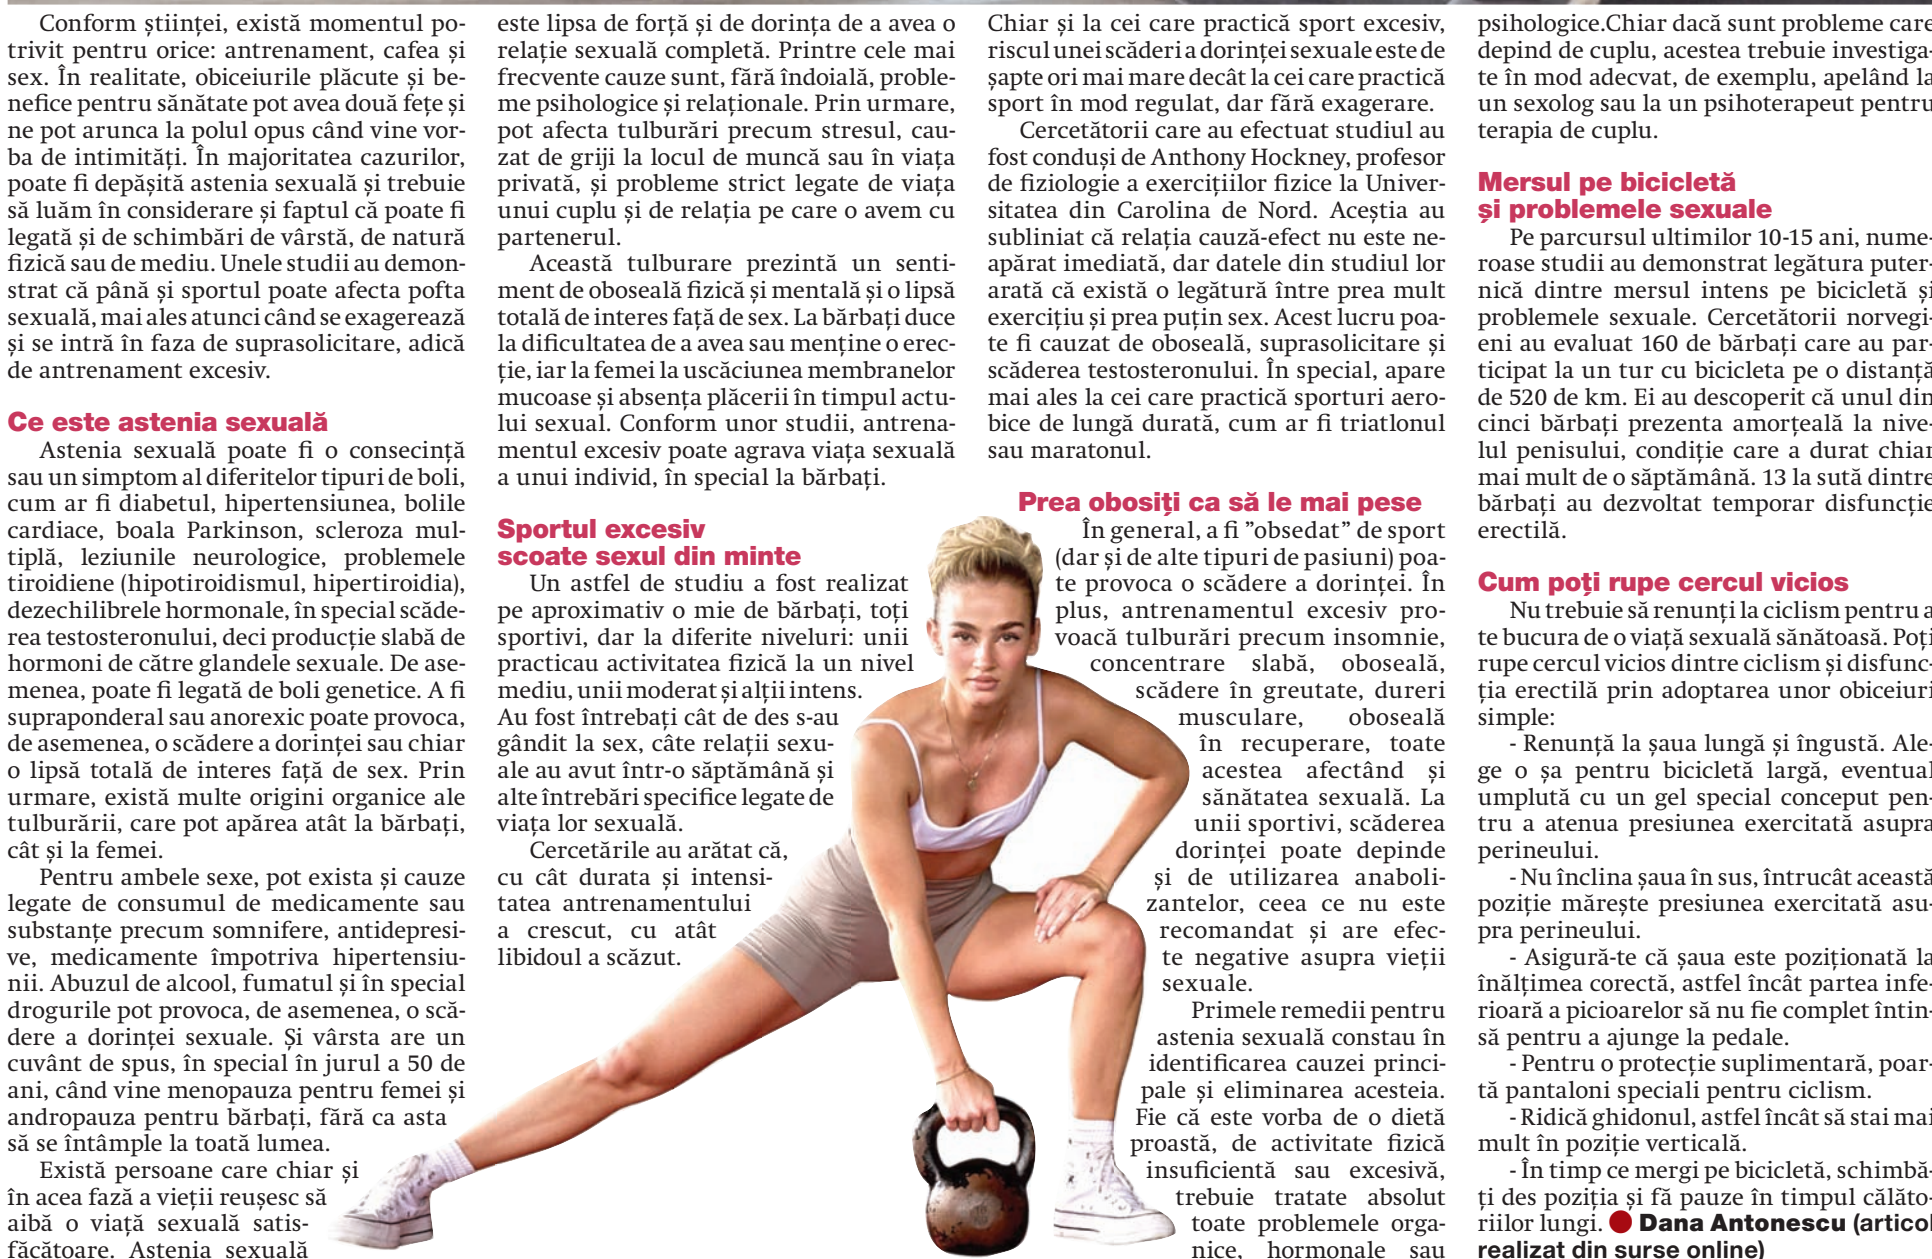 Conform științei, există momentul po-
trivit pentru orice: antrenament, cafea și
sex. În realitate, obiceiurile plăcute și be-
nefice pentru sănătate pot avea două fețe și
ne pot arunca la polul opus când vine vor-
ba de intimități. În majoritatea cazurilor,
poate fi depășită astenia sexuală și trebuie
să luăm în considerare și faptul că poate fi
legată și de schimbări de vârstă, de natură
fizică sau de mediu. Unele studii au demon-
strat că până și sportul poate afecta pofta
sexuală, mai ales atunci când se exagerează
și se intră în faza de suprasolicitare, adică
de antrenament excesiv.
Ce este astenia sexuală
Astenia sexuală poate fi o consecință
sau un simptom al diferitelor tipuri de boli,
cum ar fi diabetul, hipertensiunea, bolile
cardiace, boala Parkinson, scleroza mul-
tiplă, leziunile neurologice, problemele
tiroidiene (hipotiroidismul, hipertiroidia),
dezechilibrele hormonale, în special scăde-
rea testosteronului, deci producție slabă de
hormoni de către glandele sexuale. De ase-
menea, poate fi legată de boli genetice. A fi
supraponderal sau anorexic poate provoca,
de asemenea, o scădere a dorinței sau chiar
o lipsă totală de interes față de sex. Prin
urmare, există multe origini organice ale
tulburării, care pot apărea atât la bărbați,
cât și la femei.
Pentru ambele sexe, pot exista și cauze
legate de consumul de medicamente sau
substanțe precum somnifere, antidepresi-
ve, medicamente împotriva hipertensiu-
nii. Abuzul de alcool, fumatul și în special
drogurile pot provoca, de asemenea, o scă-
dere a dorinței sexuale. Și vârsta are un
cuvânt de spus, în special în jurul a 50 de
ani, când vine menopauza pentru femei și
andropauza pentru bărbați, fără ca asta
să se întâmple la toată lumea.
Există persoane care chiar și
în acea fază a vieții reușesc să
aibă o viață sexuală satis-
făcătoare. Astenia sexuală
este lipsa de forță și de dorința de a avea o
relație sexuală completă. Printre cele mai
frecvente cauze sunt, fără îndoială, proble-
me psihologice și relaționale. Prin urmare,
pot afecta tulburări precum stresul, cau-
zat de griji la locul de muncă sau în viața
privată, și probleme strict legate de viața
unui cuplu și de relația pe care o avem cu
partenerul.
Această tulburare prezintă un senti-
ment de oboseală fizică și mentală și o lipsă
totală de interes față de sex. La bărbați duce
la dificultatea de a avea sau menține o erec-
ție, iar la femei la uscăciunea membranelor
mucoase și absența plăcerii în timpul actu-
lui sexual. Conform unor studii, antrena-
mentul excesiv poate agrava viața sexuală
a unui individ, în special la bărbați.
Sportul excesiv
scoate sexul din minte
Un astfel de studiu a fost realizat
pe aproximativ o mie de bărbați, toți
sportivi, dar la diferite niveluri: unii
practicau activitatea fizică la un nivel
mediu, unii moderat și alții intens.
Au fost întrebați cât de des s-au
gândit la sex, câte relații sexu-
ale au avut într-o săptămână și
alte întrebări specifice legate de
viața lor sexuală.
Cercetările au arătat că,
cu cât durata și intensi-
tatea antrenamentului
a crescut, cu atât
libidoul a scăzut.
Chiar și la cei care practică sport excesiv,
riscul unei scăderi a dorinței sexuale este de
șapte ori mai mare decât la cei care practică
sport în mod regulat, dar fără exagerare.
Cercetătorii care au efectuat studiul au
fost conduși de Anthony Hockney, profesor
de fiziologie a exercițiilor fizice la Univer-
sitatea din Carolina de Nord. Aceștia au
subliniat că relația cauză-efect nu este ne-
apărat imediată, dar datele din studiul lor
arată că există o legătură între prea mult
exercițiu și prea puțin sex. Acest lucru poa-
te fi cauzat de oboseală, suprasolicitare și
scăderea testosteronului. În special, apare
mai ales la cei care practică sporturi aero-
bice de lungă durată, cum ar fi triatlonul
sau maratonul.
Prea obosiți ca să le mai pese
În general, a fi ”obsedat” de sport
(dar și de alte tipuri de pasiuni) poa-
te provoca o scădere a dorinței. În
plus, antrenamentul excesiv pro-
voacă tulburări precum insomnie,
concentrare slabă, oboseală,
scădere în greutate, dureri
musculare, oboseală
în recuperare, toate
acestea afectând și
sănătatea sexuală. La
unii sportivi, scăderea
dorinței poate depinde
și de utilizarea anaboli-
zantelor, ceea ce nu este
recomandat și are efec-
te negative asupra vieții
sexuale.
Primele remedii pentru
astenia sexuală constau în
identificarea cauzei princi-
pale și eliminarea acesteia.
Fie că este vorba de o dietă
proastă, de activitate fizică
insuficientă sau excesivă,
trebuie tratate absolut
toate problemele orga-
nice, hormonale sau
psihologice.Chiar dacă sunt probleme care
depind de cuplu, acestea trebuie investiga-
te în mod adecvat, de exemplu, apelând la
un sexolog sau la un psihoterapeut pentru
terapia de cuplu.
Mersul pe bicicletă
și problemele sexuale
Pe parcursul ultimilor 10-15 ani, nume-
roase studii au demonstrat legătura puter-
nică dintre mersul intens pe bicicletă și
problemele sexuale. Cercetătorii norvegi-
eni au evaluat 160 de bărbați care au par-
ticipat la un tur cu bicicleta pe o distanță
de 520 de km. Ei au descoperit că unul din
cinci bărbați prezenta amorțeală la nive-
lul penisului, condiție care a durat chiar
mai mult de o săptămână. 13 la sută dintre
bărbați au dezvoltat temporar disfuncție
erectilă.
Cum poți rupe cercul vicios
Nu trebuie să renunți la ciclism pentru a
te bucura de o viață sexuală sănătoasă. Poți
rupe cercul vicios dintre ciclism și disfunc-
ția erectilă prin adoptarea unor obiceiuri
simple:
- Renunță la șaua lungă și îngustă. Ale-
ge o șa pentru bicicletă largă, eventual
umplută cu un gel special conceput pen-
tru a atenua presiunea exercitată asupra
perineului.
- Nu înclina șaua în sus, întrucât această
poziție mărește presiunea exercitată asu-
pra perineului.
- Asigură-te că șaua este poziționată la
înălțimea corectă, astfel încât partea infe-
rioară a picioarelor să nu fie complet întin-
să pentru a ajunge la pedale.
- Pentru o protecție suplimentară, poar-
tă pantaloni speciali pentru ciclism.
- Ridică ghidonul, astfel încât să stai mai
mult în poziție verticală.
- În timp ce mergi pe bicicletă, schimbă-
ți des poziția și fă pauze în timpul călăto-
riilor lungi. Dana Antonescu (articol
realizat din surse online)